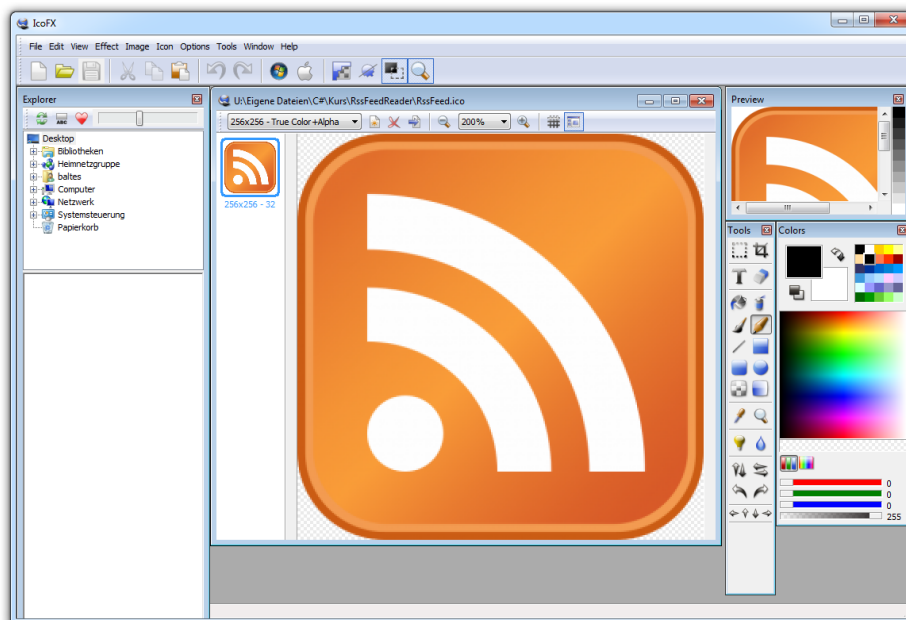 IcoFX
File Edit View Effect Image Icon Options Tools Window Help
Explorer
ABC
Desktop
Bibliotheken
Heimnetzgruppe
baltes
Computer
Netzwerk
Systemsteuerung
Papierkorb
U:\Eigene Dateien\C#\Kurs\RssFeedReader\RssFeed.ico
256x256 - True Color+Alpha
200%
256x256 - 32
Preview
Tools
T
Colors
0
0
0
255